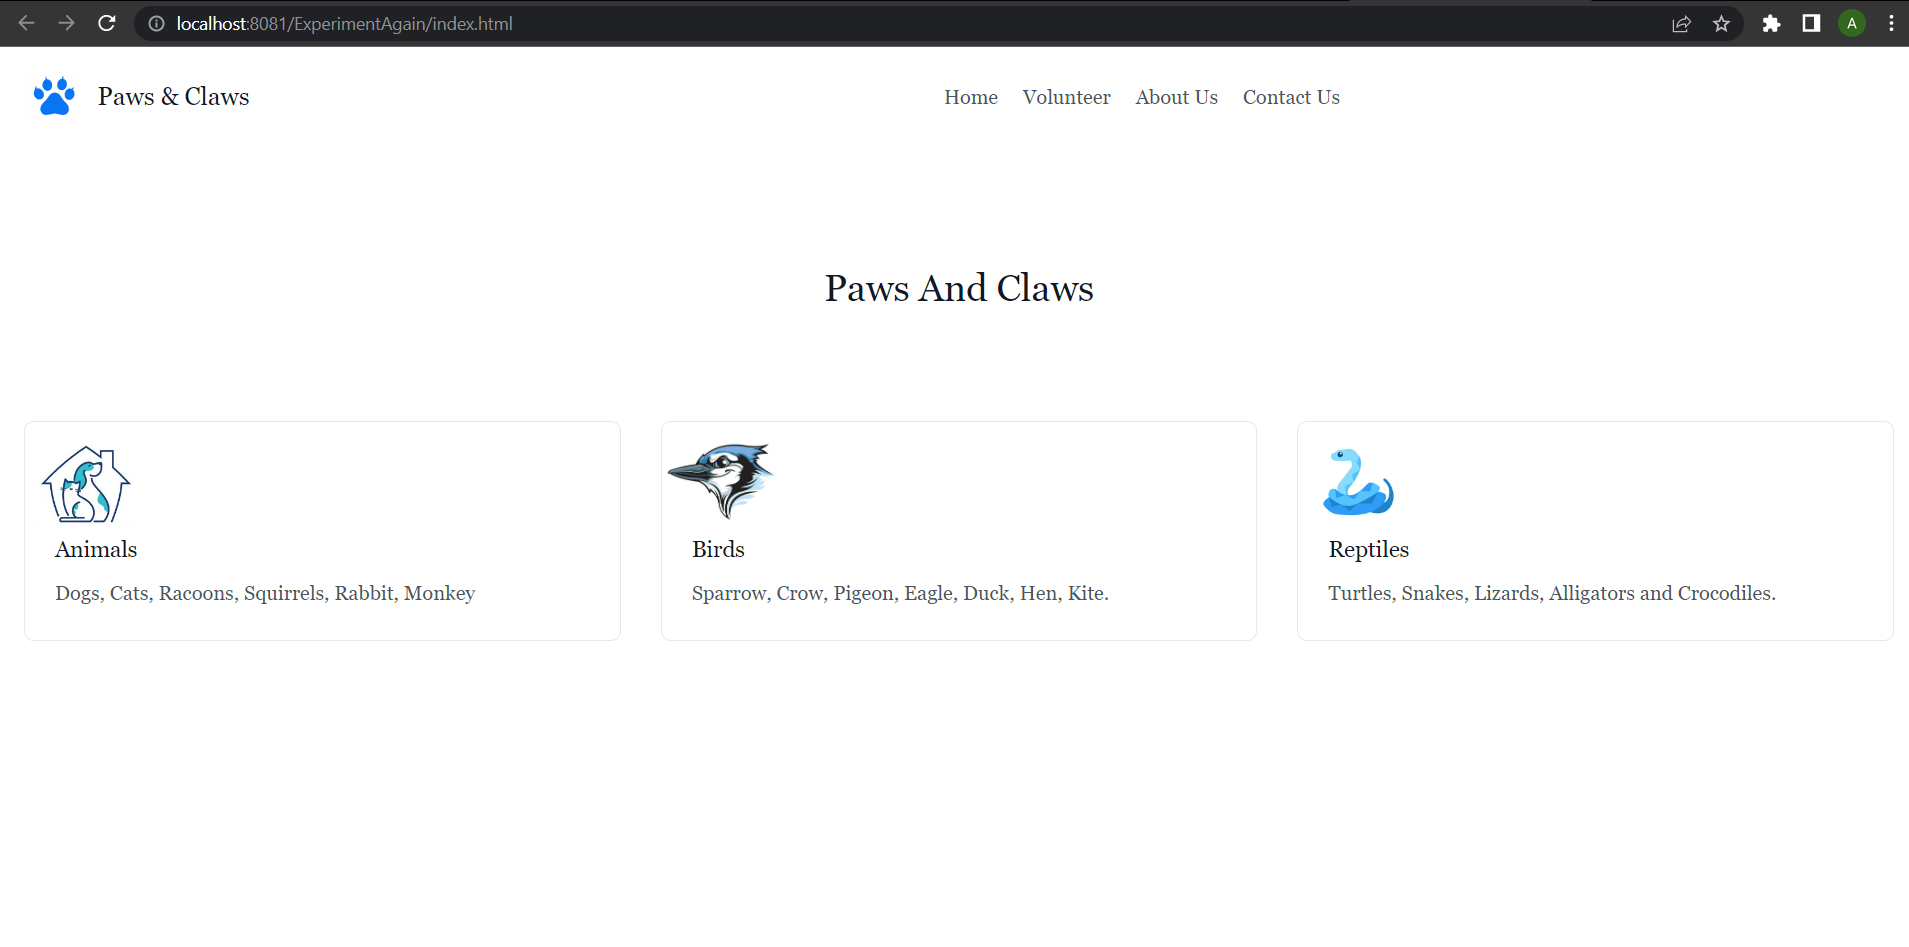 localhost:8081/ExperimentAgain/index.html
A
Paws & Claws
Home Volunteer About Us Contact Us
Paws And Claws
Animals
Dogs, Cats, Racoons, Squirrels, Rabbit, Monkey
Birds
Sparrow, Crow, Pigeon, Eagle, Duck, Hen, Kite.
Reptiles
Turtles, Snakes, Lizards, Alligators and Crocodiles.